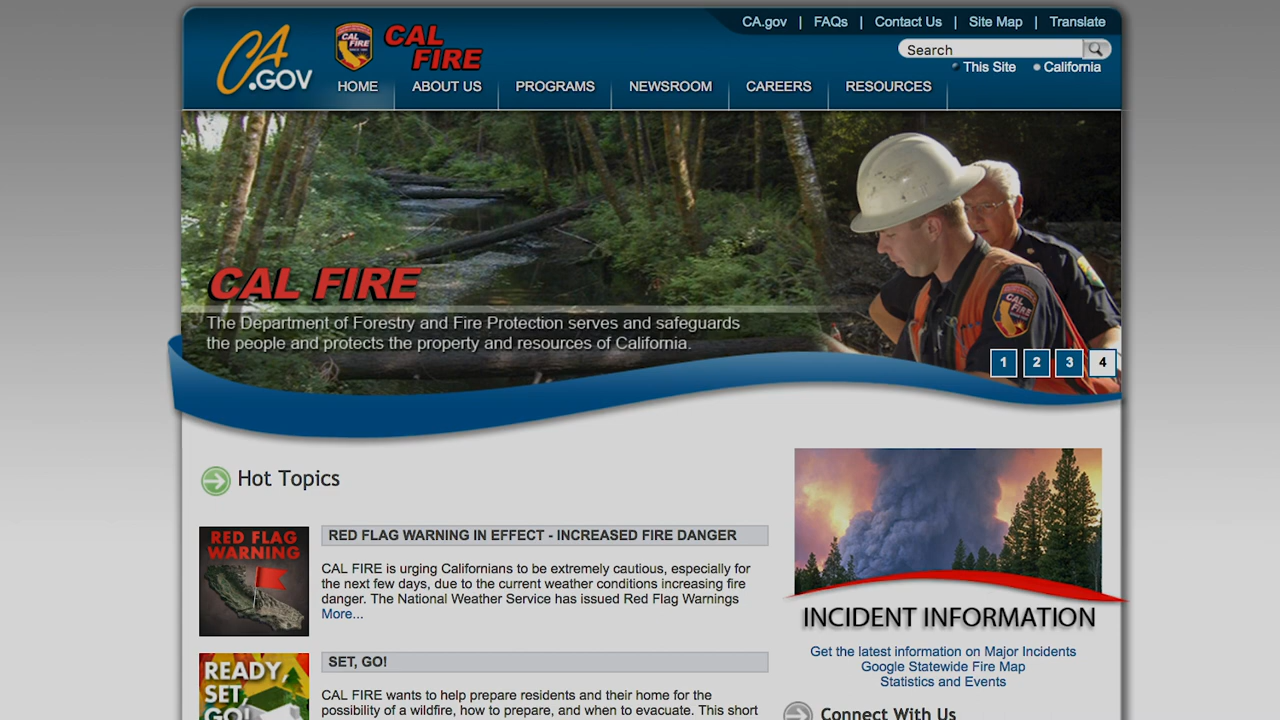 CA.gov | FAQs | Contact Us | Site Map | Translate
CA.GOV
CAL FIRE
CAL
FIRE
Search
This Site California
HOME ABOUT US PROGRAMS NEWSROOM CAREERS RESOURCES
CAL FIRE
The Department of Forestry and Fire Protection serves and safeguards
the people and protects the property and resources of California.
CAL FIRE
1 2 3 4
Hot Topics
RED FLAG
WARNING
RED FLAG WARNING IN EFFECT - INCREASED FIRE DANGER
CAL FIRE is urging Californians to be extremely cautious, especially for
the next few days, due to the current weather conditions increasing fire
danger. The National Weather Service has issued Red Flag Warnings
More...
READY,
SET,
GO!
SET, GO!
CAL FIRE wants to help prepare residents and their home for the
possibility of a wildfire, how to prepare, and when to evacuate. This short
INCIDENT INFORMATION
Get the latest information on Major Incidents
Google Statewide Fire Map
Statistics and Events
Connect With Us